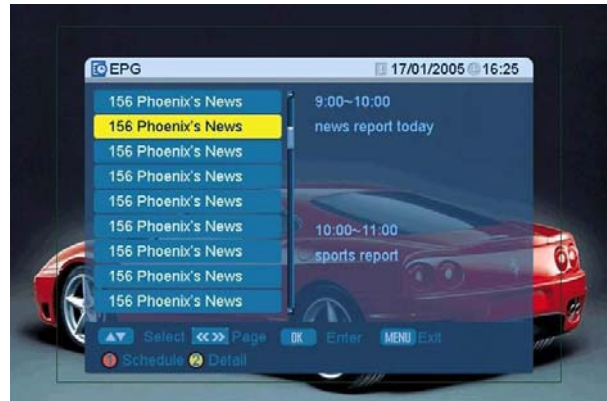 EPG 17/01/2005 16:25
156 Phoenix's News
156 Phoenix's News
156 Phoenix's News
156 Phoenix's News
156 Phoenix's News
156 Phoenix's News
156 Phoenix's News
156 Phoenix's News
156 Phoenix's News
9:00~10:00
news report today
10:00~11:00
sports report
Select Page OK Enter MENU Exit
1 Schedule 2 Detail